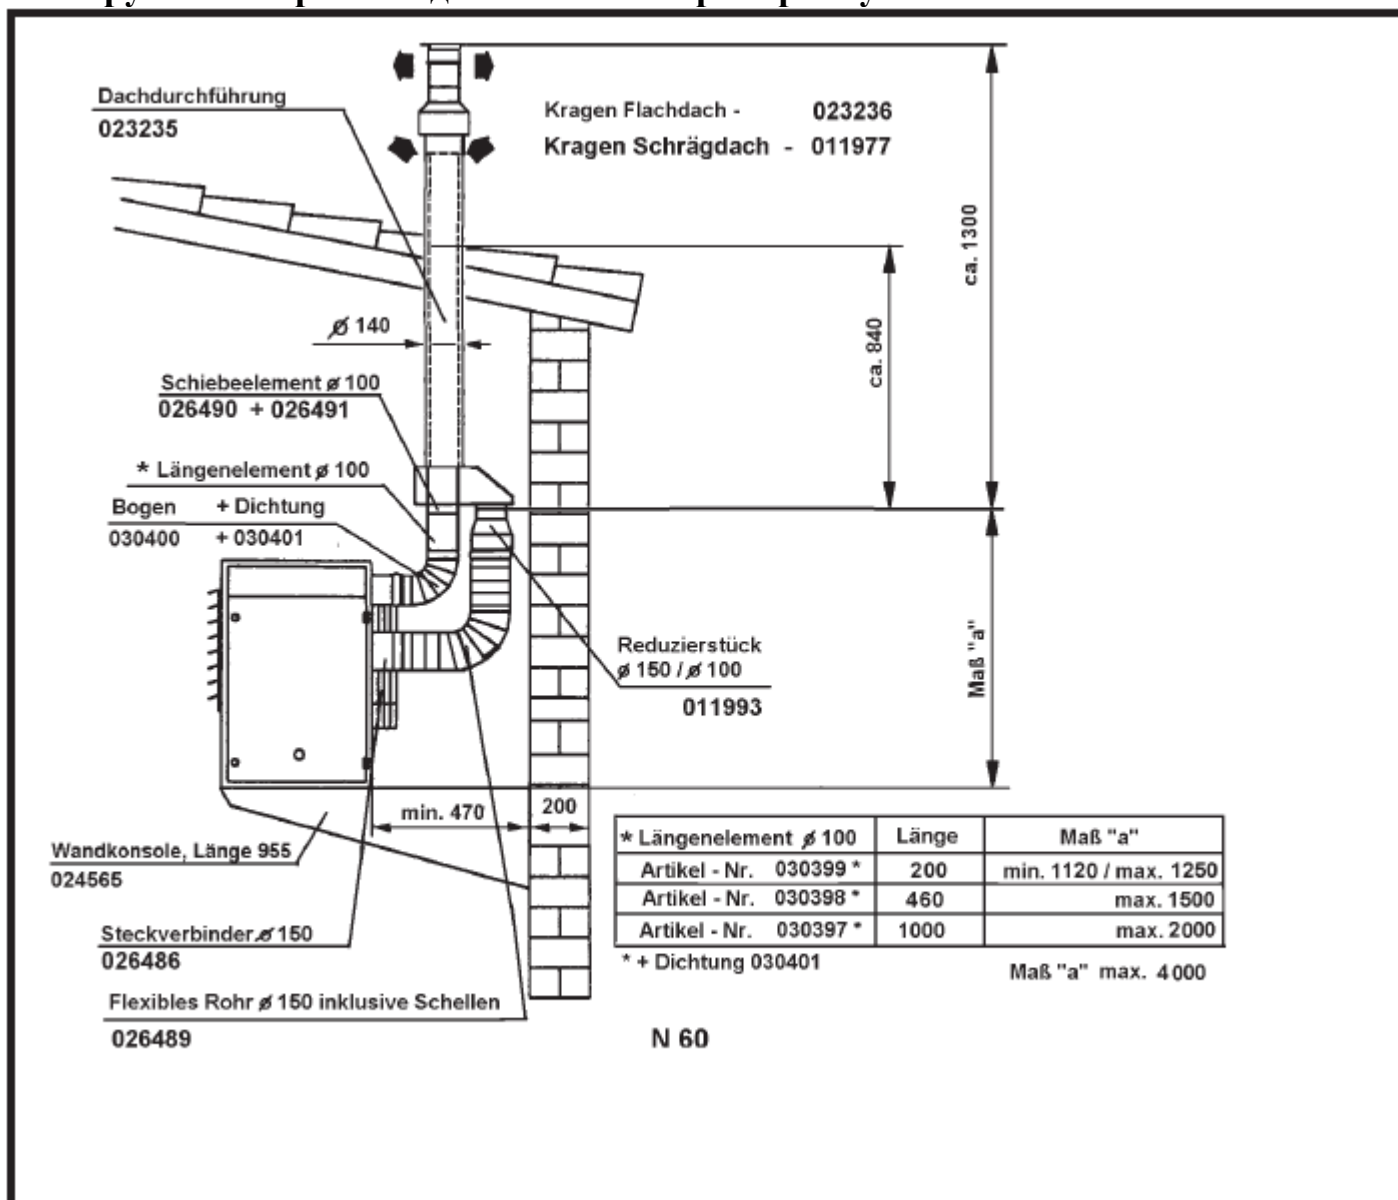 Dachdurchführung
023235
Kragen Flachdach - 023236
Kragen Schrägdach - 011977
ca. 1300
ca. 840
ø 140
Schiebeelement ø 100
026490 + 026491
* Längenelement ø 100
Bogen + Dichtung
030400 + 030401
Reduzierstück
ø 150 / ø 100
011993
Maß "a"
min. 470
200
Wandkonsole, Länge 955
024565
Steckverbinder ø 150
026486
Flexibles Rohr ø 150 inklusive Schellen
026489
* Längenelement ø 100 Länge Maß "a"
Artikel - Nr. 030399 * 200 min. 1120 / max. 1250
Artikel - Nr. 030398 * 460 max. 1500
Artikel - Nr. 030397 * 1000 max. 2000
* + Dichtung 030401
Maß "a" max. 4000
N 60